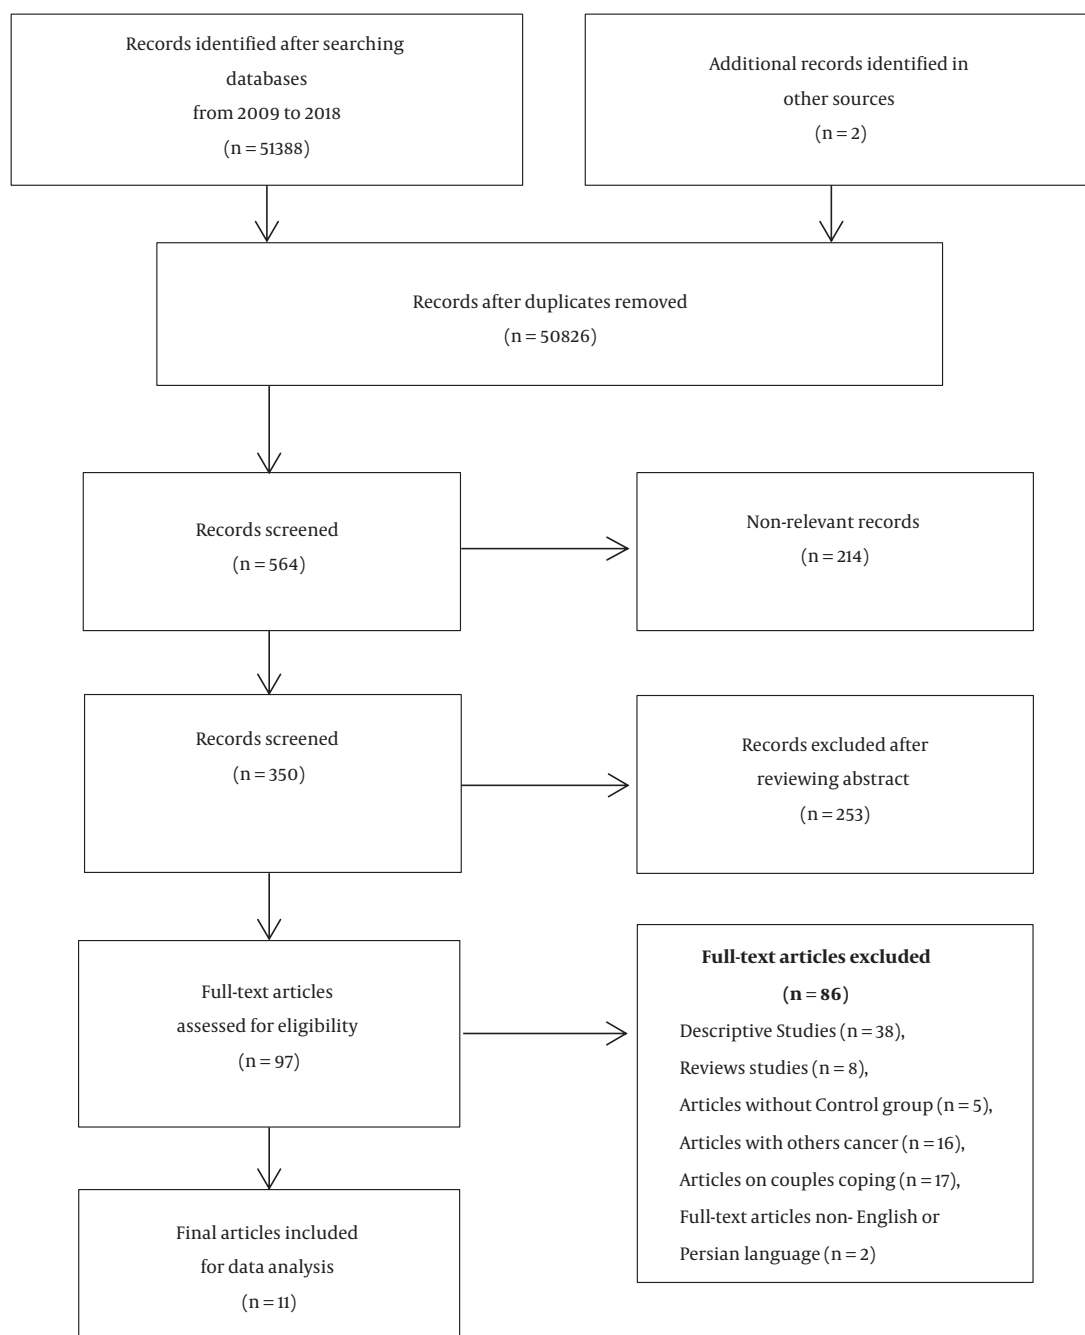 Records identified after searching
databases
from 2009 to 2018
(n = 51388)
Additional records identified in
other sources
(n = 2)
Records after duplicates removed
(n = 50826)
Records screened
(n = 564)
Non-relevant records
(n = 214)
Records screened
(n = 350)
Records excluded after
reviewing abstract
(n = 253)
Full-text articles
assessed for eligibility
(n = 97)
Full-text articles excluded
(n = 86)
Descriptive Studies (n = 38),
Reviews studies (n = 8),
Articles without Control group (n = 5),
Articles with others cancer (n = 16),
Articles on couples coping (n = 17),
Full-text articles non- English or
Persian language (n = 2)
Final articles included
for data analysis
(n = 11)